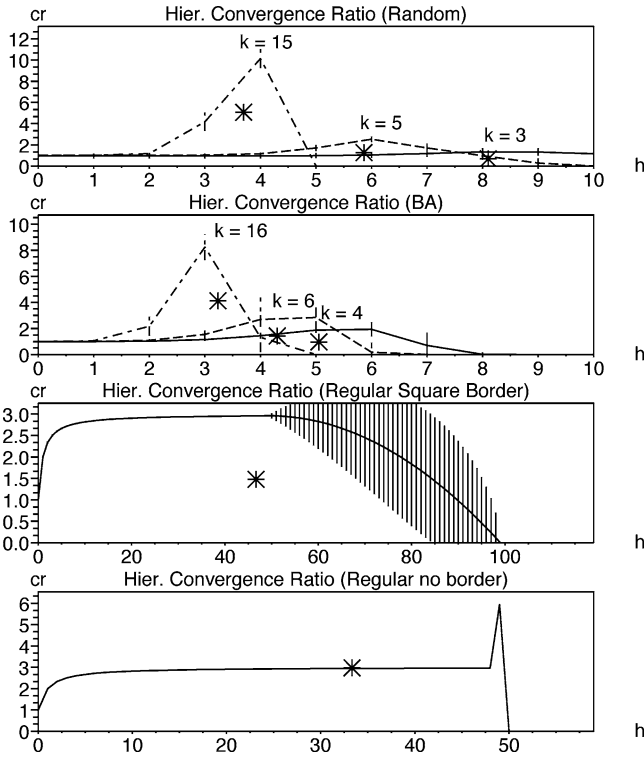 cr Hier. Convergence Ratio (Random)
12
10
8
6
4
2
0
k = 15
k = 5
k = 3
0 1 2 3 4 5 6 7 8 9 10 h
cr Hier. Convergence Ratio (BA)
10
8
6
4
2
0
k = 16
k = 6
k = 4
0 1 2 3 4 5 6 7 8 9 10 h
cr Hier. Convergence Ratio (Regular Square Border)
3.0
2.5
2.0
1.5
1.0
0.5
0.0
0 20 40 60 80 100 h
cr Hier. Convergence Ratio (Regular no border)
6
5
4
3
2
1
0
0 10 20 30 40 50 h